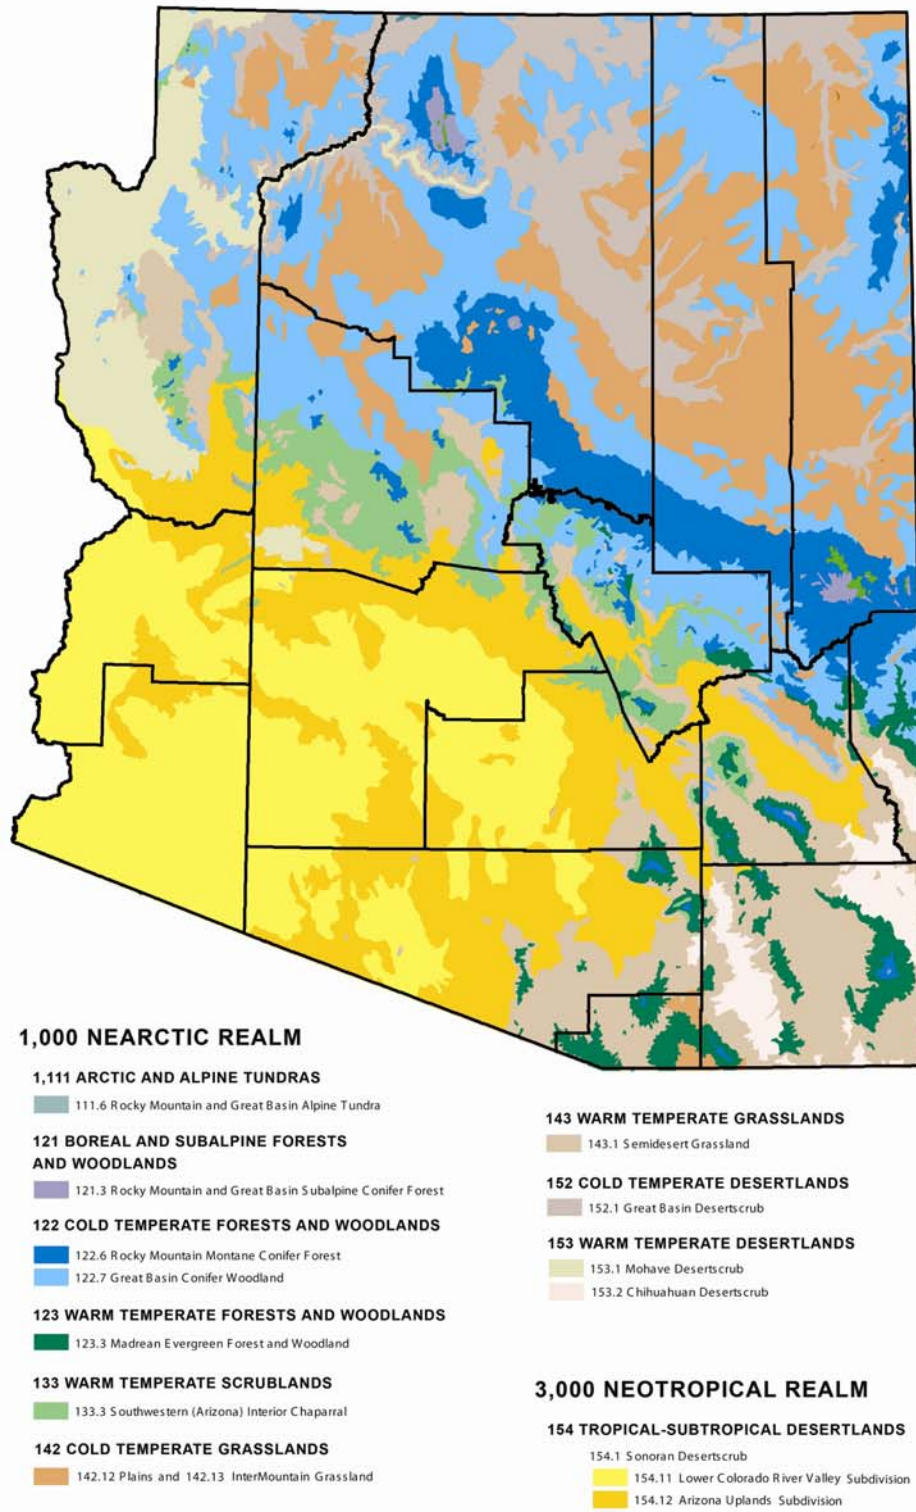 1,000 NEARCTIC REALM
1,111 ARCTIC AND ALPINE TUNDRAS
111.6 Rocky Mountain and Great Basin Alpine Tundra
121 BOREAL AND SUBALPINE FORESTS
AND WOODLANDS
121.3 Rocky Mountain and Great Basin Subalpine Conifer Forest
122 COLD TEMPERATE FORESTS AND WOODLANDS
122.6 Rocky Mountain Montane Conifer Forest
122.7 Great Basin Conifer Woodland
123 WARM TEMPERATE FORESTS AND WOODLANDS
123.3 Madrean Evergreen Forest and Woodland
133 WARM TEMPERATE SCRUBLANDS
133.3 Southwestern (Arizona) Interior Chaparral
142 COLD TEMPERATE GRASSLANDS
142.12 Plains and 142.13 InterMountain Grassland
143 WARM TEMPERATE GRASSLANDS
143.1 Semidesert Grassland
152 COLD TEMPERATE DESERTLANDS
152.1 Great Basin Desertscrub
153 WARM TEMPERATE DESERTLANDS
153.1 Mohave Desertscrub
153.2 Chihuahuan Desertscrub
3,000 NEOTROPICAL REALM
154 TROPICAL-SUBTROPICAL DESERTLANDS
154.1 Sonoran Desertscrub
154.11 Lower Colorado River Valley Subdivision
154.12 Arizona Uplands Subdivision